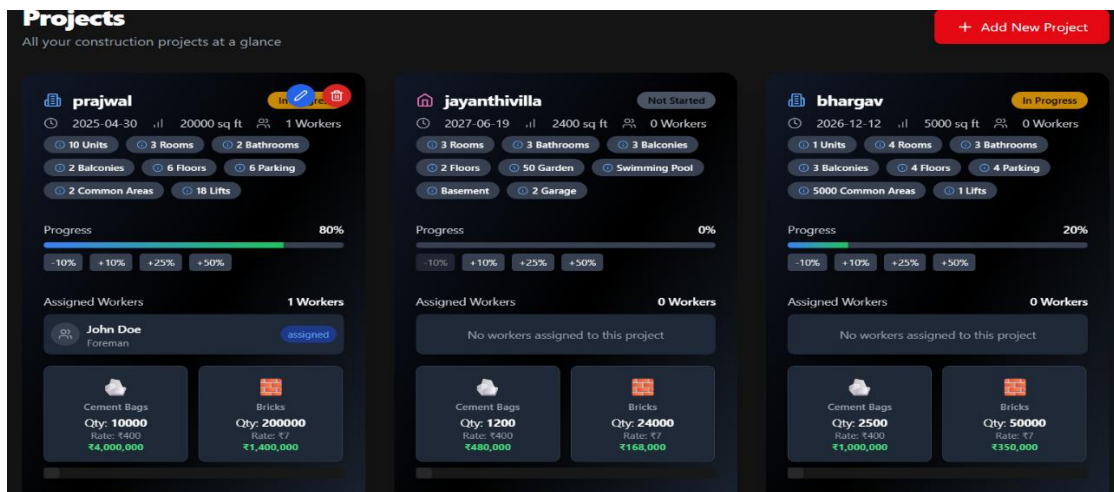 Projects
All your construction projects at a glance
+ Add New Project
prajwal
2025-04-30 20000 sq ft 1 Workers
10 Units 3 Rooms 2 Bathrooms
2 Balconies 6 Floors 6 Parking
2 Common Areas 18 Lifts
Progress 80%
-10% +10% +25% +50%
Assigned Workers 1 Workers
John Doe
Foreman
assigned
Cement Bags
Qty: 10000
Rate: ₹400
₹4,000,000
Bricks
Qty: 200000
Rate: ₹7
₹1,400,000
jayanthivilla
Not Started
2027-06-19 2400 sq ft 0 Workers
3 Rooms 3 Bathrooms 3 Balconies
2 Floors 50 Garden Swimming Pool
Basement 2 Garage
Progress 0%
-10% +10% +25% +50%
Assigned Workers 0 Workers
No workers assigned to this project
Cement Bags
Qty: 1200
Rate: ₹400
₹480,000
Bricks
Qty: 24000
Rate: ₹7
₹168,000
bhargav
In Progress
2026-12-12 5000 sq ft 0 Workers
1 Units 4 Rooms 3 Bathrooms
3 Balconies 4 Floors 4 Parking
5000 Common Areas 1 Lifts
Progress 20%
-10% +10% +25% +50%
Assigned Workers 0 Workers
No workers assigned to this project
Cement Bags
Qty: 2500
Rate: ₹400
₹1,000,000
Bricks
Qty: 50000
Rate: ₹7
₹350,000